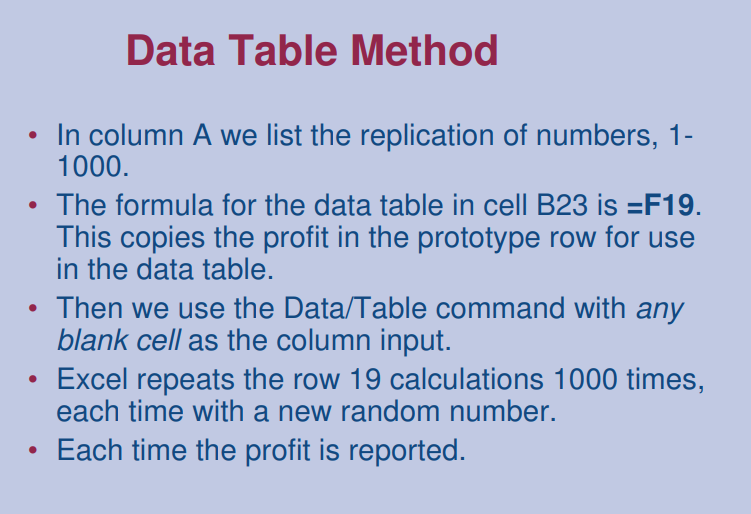 Data Table Method
• In column A we list the replication of numbers, 1-
1000.
• The formula for the data table in cell B23 is =F19.
This copies the profit in the prototype row for use
in the data table.
• Then we use the Data/Table command with any
blank cell as the column input.
• Excel repeats the row 19 calculations 1000 times,
each time with a new random number.
• Each time the profit is reported.